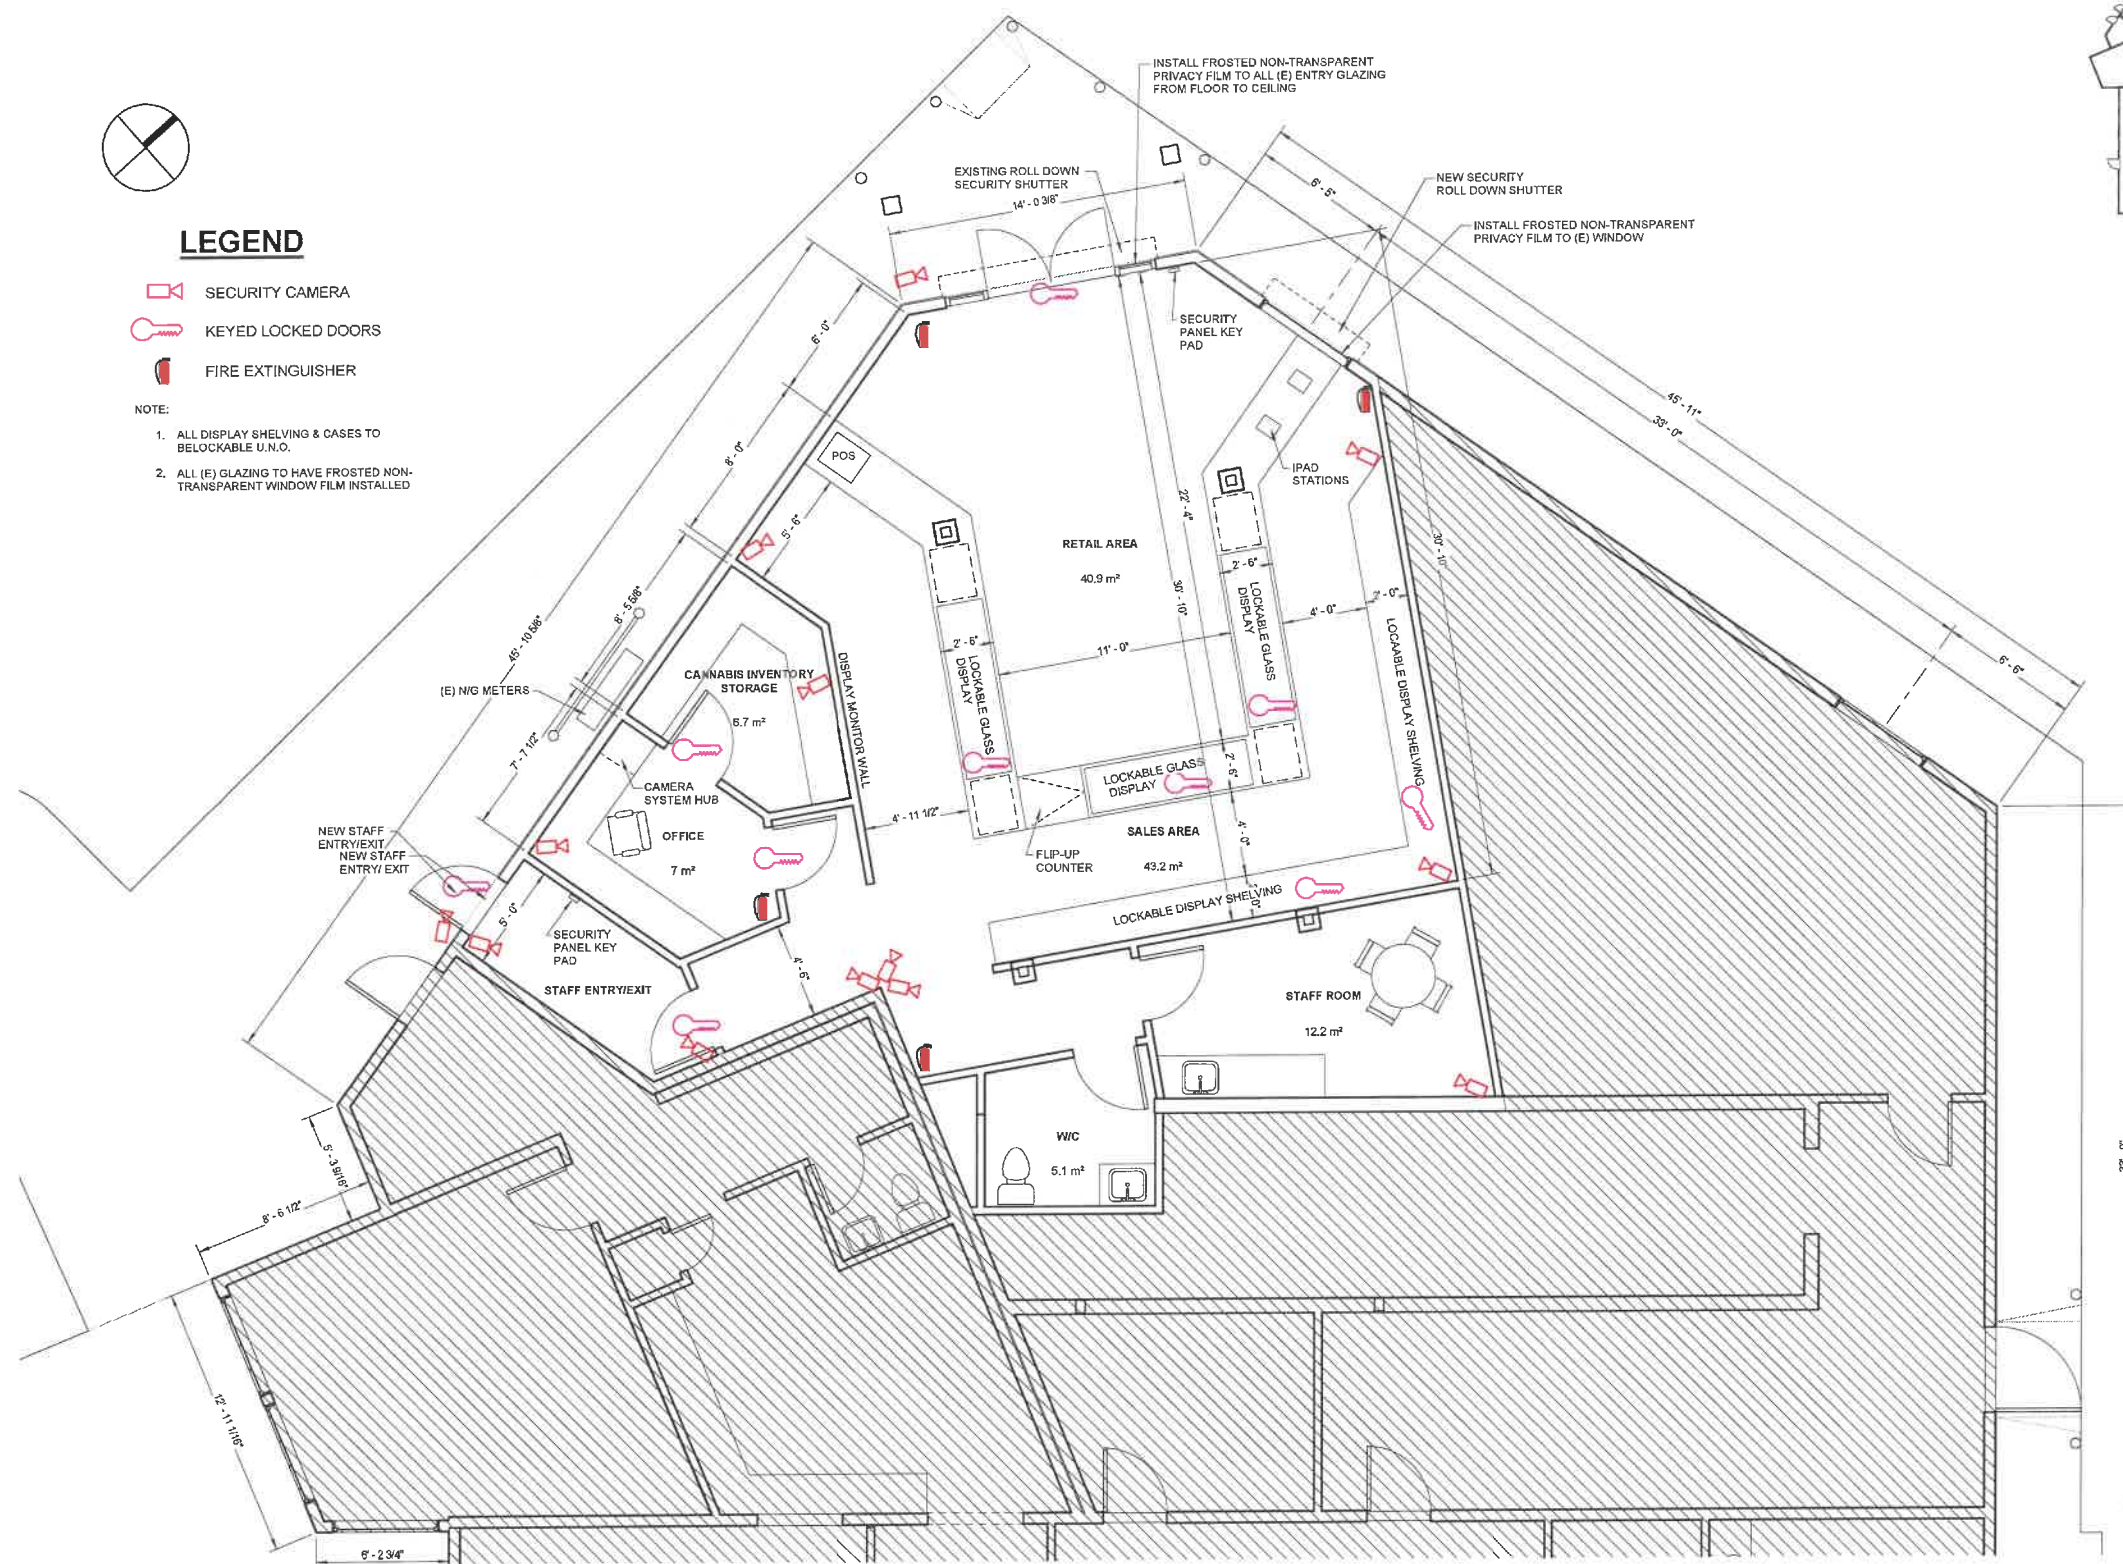 INSTALL FROSTED NON-TRANSPARENT
PRIVACY FILM TO ALL (E) ENTRY GLAZING
FROM FLOOR TO CEILING
EXISTING ROLL DOWN
SECURITY SHUTTER
14' - 0 3/8"
6' - 5"
NEW SECURITY
ROLL DOWN SHUTTER
INSTALL FROSTED NON-TRANSPARENT
PRIVACY FILM TO (E) WINDOW
LEGEND
SECURITY CAMERA
KEYED LOCKED DOORS
FIRE EXTINGUISHER
NOTE:
1. ALL DISPLAY SHELVING & CASES TO
BELOCKABLE U.N.O.
2. ALL (E) GLAZING TO HAVE FROSTED NON-
TRANSPARENT WINDOW FILM INSTALLED
SECURITY
PANEL KEY
PAD
6' - 0"
8' - 0"
45' - 11"
33' - 0"
POS
IPAD
STATIONS
5' - 6"
22' - 4"
30' - 10"
30' - 10"
RETAIL AREA
40.9 m²
2' - 6"
LOCKABLE GLASS
DISPLAY
4' - 0"
2' - 0"
8' - 5 5/8"
45' - 10 5/8"
2' - 6"
LOCKABLE GLASS
DISPLAY
11' - 0"
LOCAABLE DISPLAY SHELVING
6' - 6"
CANNABIS INVENTORY
STORAGE
6.7 m²
DISPLAY MONITOR WALL
(E) N/G METERS
7' - 7 1/2"
CAMERA
SYSTEM HUB
OFFICE
7 m²
LOCKABLE GLASS
DISPLAY
2' - 6"
4' - 11 1/2"
SALES AREA
43.2 m²
4' - 0"
FLIP-UP
COUNTER
LOCKABLE DISPLAY SHELVING
NEW STAFF
ENTRY/EXIT
NEW STAFF
ENTRY/ EXIT
5' - 0"
SECURITY
PANEL KEY
PAD
STAFF ENTRY/EXIT
4' - 6"
STAFF ROOM
12.2 m²
W/C
5.1 m²
5' - 3 9/16"
8' - 6 1/2"
12' - 11 1/16"
6' - 2 3/4"